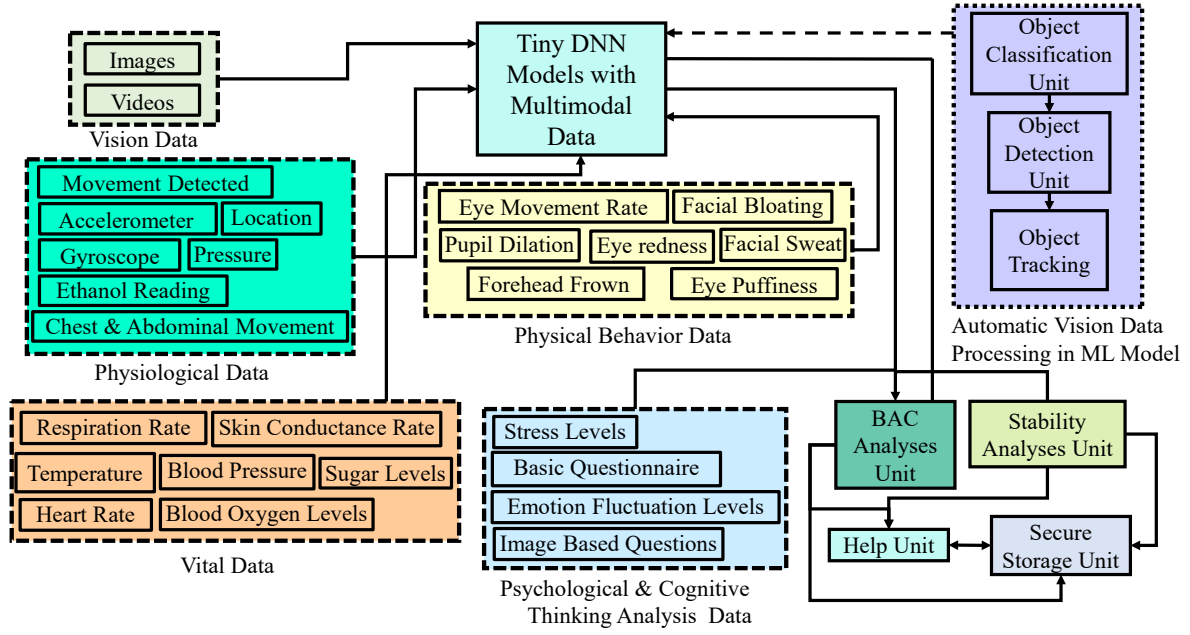 Images
Videos
Vision Data
Tiny DNN
Models with
Multimodal
Data
Object
Classification
Unit
Object
Detection
Unit
Object
Tracking
Automatic Vision Data
Processing in ML Model
Movement Detected
Accelerometer
Location
Gyroscope
Pressure
Ethanol Reading
Chest & Abdominal Movement
Physiological Data
Eye Movement Rate
Facial Bloating
Pupil Dilation
Eye redness
Facial Sweat
Forehead Frown
Eye Puffiness
Physical Behavior Data
Respiration Rate
Skin Conductance Rate
Temperature
Blood Pressure
Sugar Levels
Heart Rate
Blood Oxygen Levels
Vital Data
Stress Levels
Basic Questionnaire
Emotion Fluctuation Levels
Image Based Questions
Psychological & Cognitive
Thinking Analysis Data
BAC
Analyses
Unit
Stability
Analyses Unit
Help Unit
Secure
Storage Unit